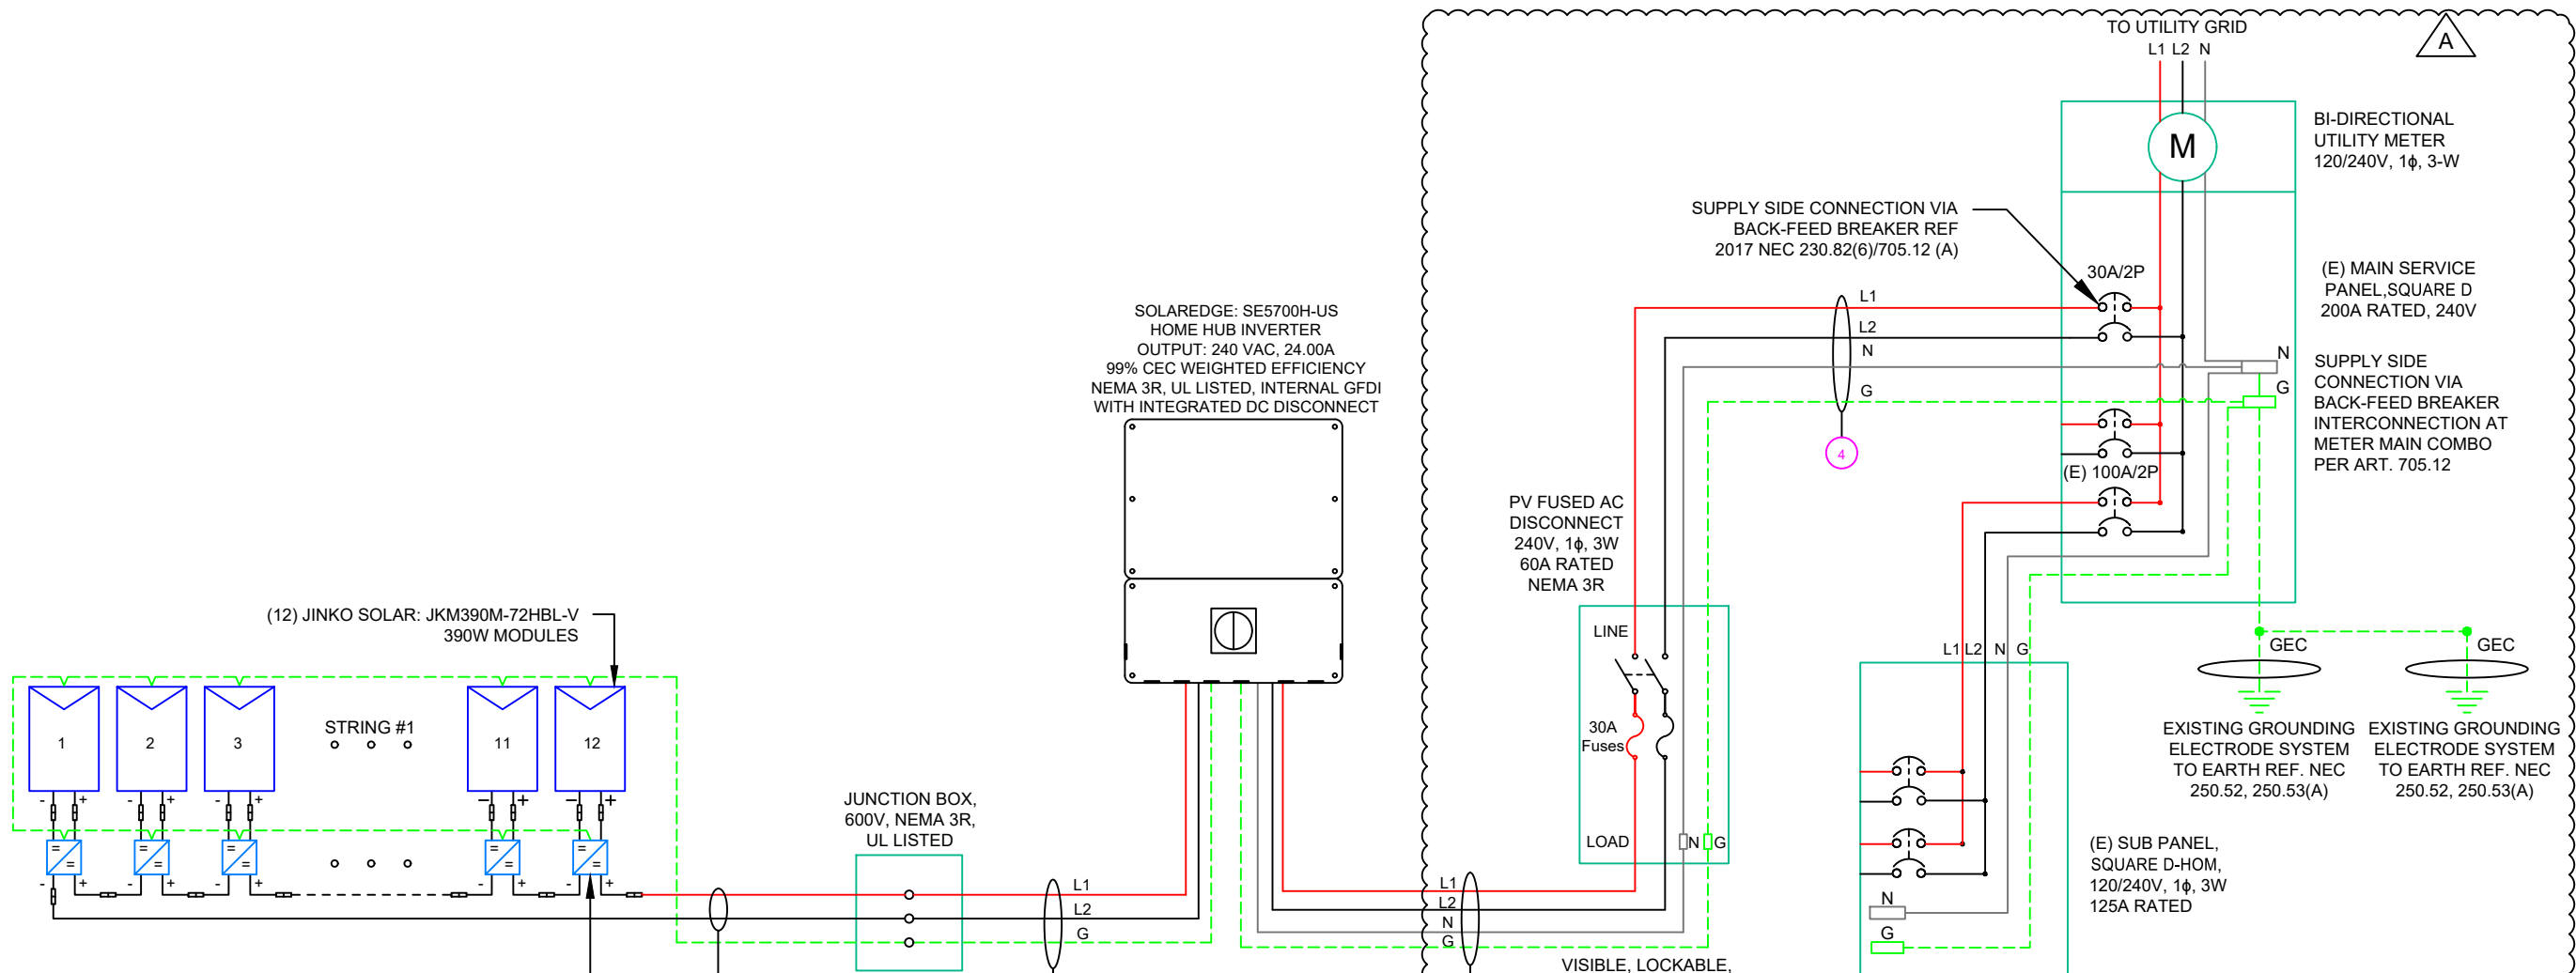 TO UTILITY GRID
L1 L2 N
A
BI-DIRECTIONAL
UTILITY METER
120/240V, 1ϕ, 3-W
M
SUPPLY SIDE CONNECTION VIA
BACK-FEED BREAKER REF
2017 NEC 230.82(6)/705.12 (A)
30A/2P
(E) MAIN SERVICE
PANEL,SQUARE D
200A RATED, 240V
L1
L2
N
G
4
N
G
SUPPLY SIDE
CONNECTION VIA
BACK-FEED BREAKER
INTERCONNECTION AT
METER MAIN COMBO
PER ART. 705.12
(E) 100A/2P
SOLAREDGE: SE5700H-US
HOME HUB INVERTER
OUTPUT: 240 VAC, 24.00A
99% CEC WEIGHTED EFFICIENCY
NEMA 3R, UL LISTED, INTERNAL GFDI
WITH INTEGRATED DC DISCONNECT
PV FUSED AC
DISCONNECT
240V, 1ϕ, 3W
60A RATED
NEMA 3R
LINE
30A
Fuses
LOAD
N G
L1 L2 N G
GEC
GEC
EXISTING GROUNDING
ELECTRODE SYSTEM
TO EARTH REF. NEC
250.52, 250.53(A)
EXISTING GROUNDING
ELECTRODE SYSTEM
TO EARTH REF. NEC
250.52, 250.53(A)
(12) JINKO SOLAR: JKM390M-72HBL-V
390W MODULES
STRING #1
1
2
3
11
12
- + - + - + - + - +
= = = = = = = = = =
- + - + - + - + - +
JUNCTION BOX,
600V, NEMA 3R,
UL LISTED
L1
L2
G
L1
L2
N
G
(E) SUB PANEL,
SQUARE D-HOM,
120/240V, 1ϕ, 3W
125A RATED
N
G
VISIBLE, LOCKABLE,